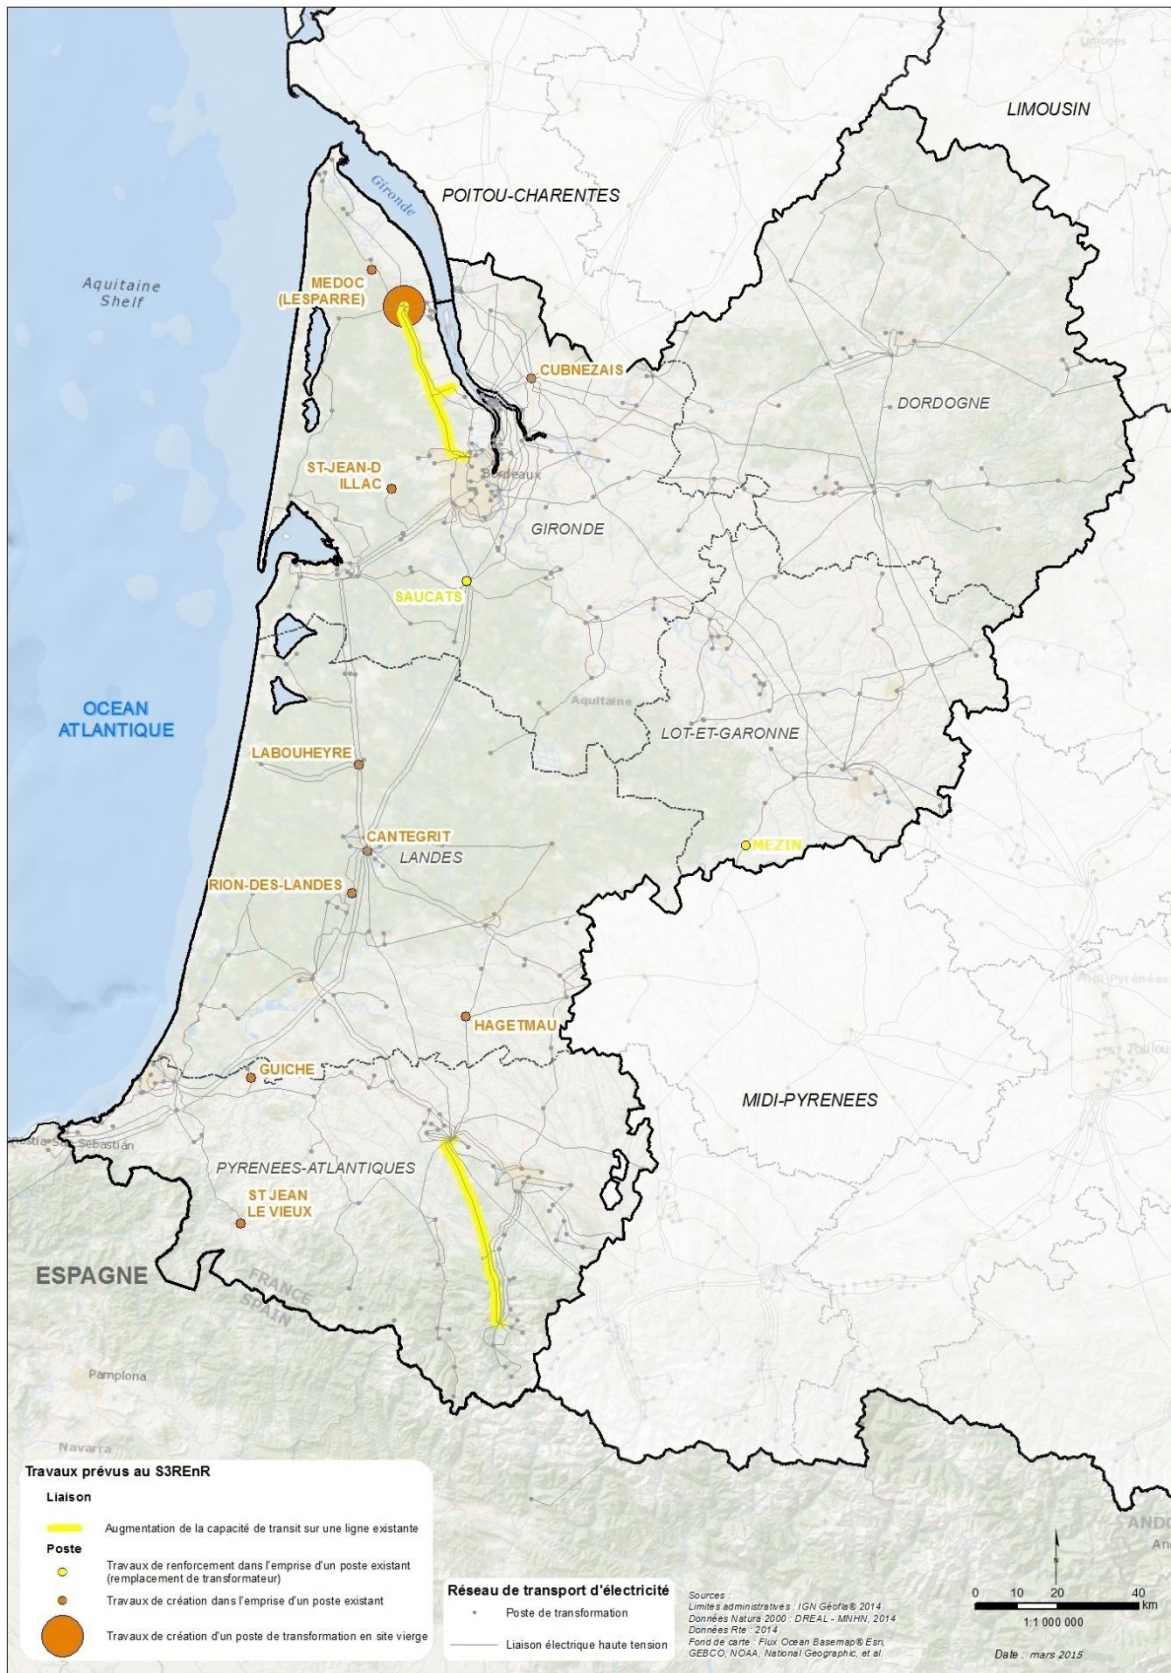 Limoges
LIMOUSIN
POITOU-CHARENTES
Gironde
Aquitaine
Shelf
MEDOC
(LESPARRE)
CUBNEZAIS
DORDOGNE
ST-JEAN-D
ILLAC
Bordeaux
GIRONDE
SAUCATS
OCEAN
ATLANTIQUE
Aquitaine
LOT-ET-GARONNE
LABOUHEYRE
CANTEGRIT
LANDES
MEZIN
RION-DES-LANDES
Midi-Pyrénées
HAGETMAU
GUICHE
MIDI-PYRENEES
PYRENEES-ATLANTIQUES
ST JEAN
LE VIEUX
ESPAGNE
FRANCE
SPAIN
Pamplona
Navarra
Travaux prévus au S3REnR
Liaison
Augmentation de la capacité de transit sur une ligne existante
Poste
Travaux de renforcement dans l'emprise d'un poste existant
(remplacement de transformateur)
Travaux de création dans l'emprise d'un poste existant
Travaux de création d'un poste de transformation en site vierge
Réseau de transport d'électricité
Poste de transformation
Liaison électrique haute tension
Sources :
Limites administratives : IGN Géofla® 2014
Données Natura 2000 : DREAL - MNHN, 2014
Données Rte : 2014
Fond de carte : Flux Ocean Basemap® Esri,
GEBCO, NOAA, National Geographic, et al.
N
0 10 20 40
km
1:1 000 000
Date : mars 2015